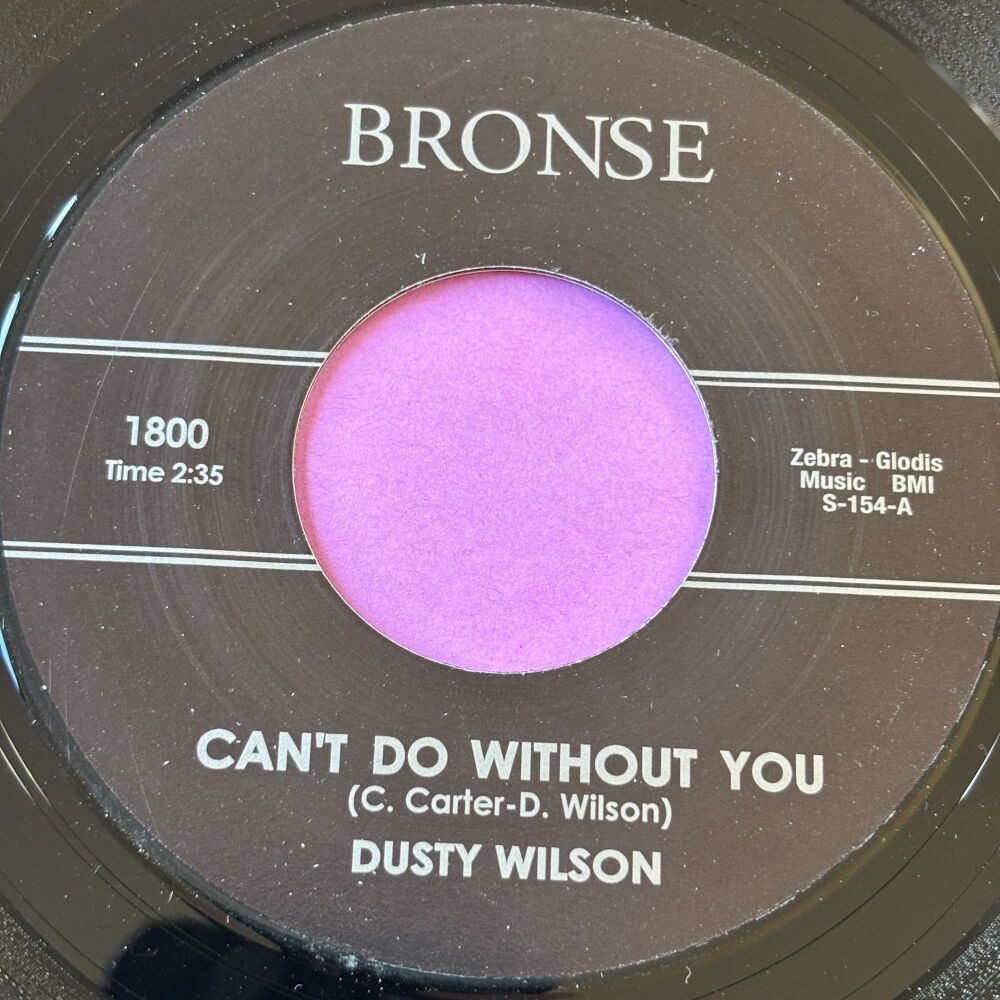 BRONSE
1800
Time 2:35
Zebra - Glodis
Music BMI
S-154-A
CAN'T DO WITHOUT YOU
(C. Carter-D. Wilson)
DUSTY WILSON